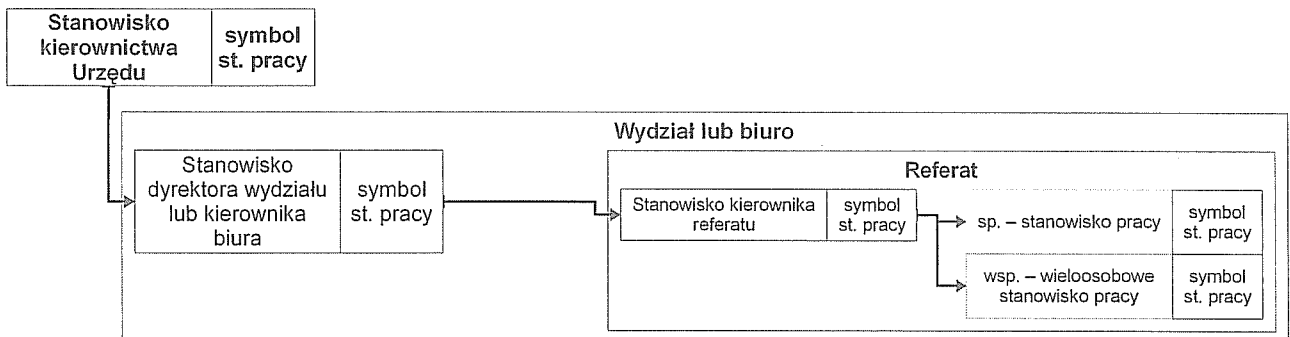 Stanowisko
kierownictwa
Urzędu
symbol
st. pracy
Wydział lub biuro
Stanowisko
dyrektora wydziału
lub kierownika
biura
symbol
st. pracy
Referat
Stanowisko kierownika
referatu
symbol
st. pracy
sp. – stanowisko pracy
symbol
st. pracy
wsp. – wieloosobowe
stanowisko pracy
symbol
st. pracy